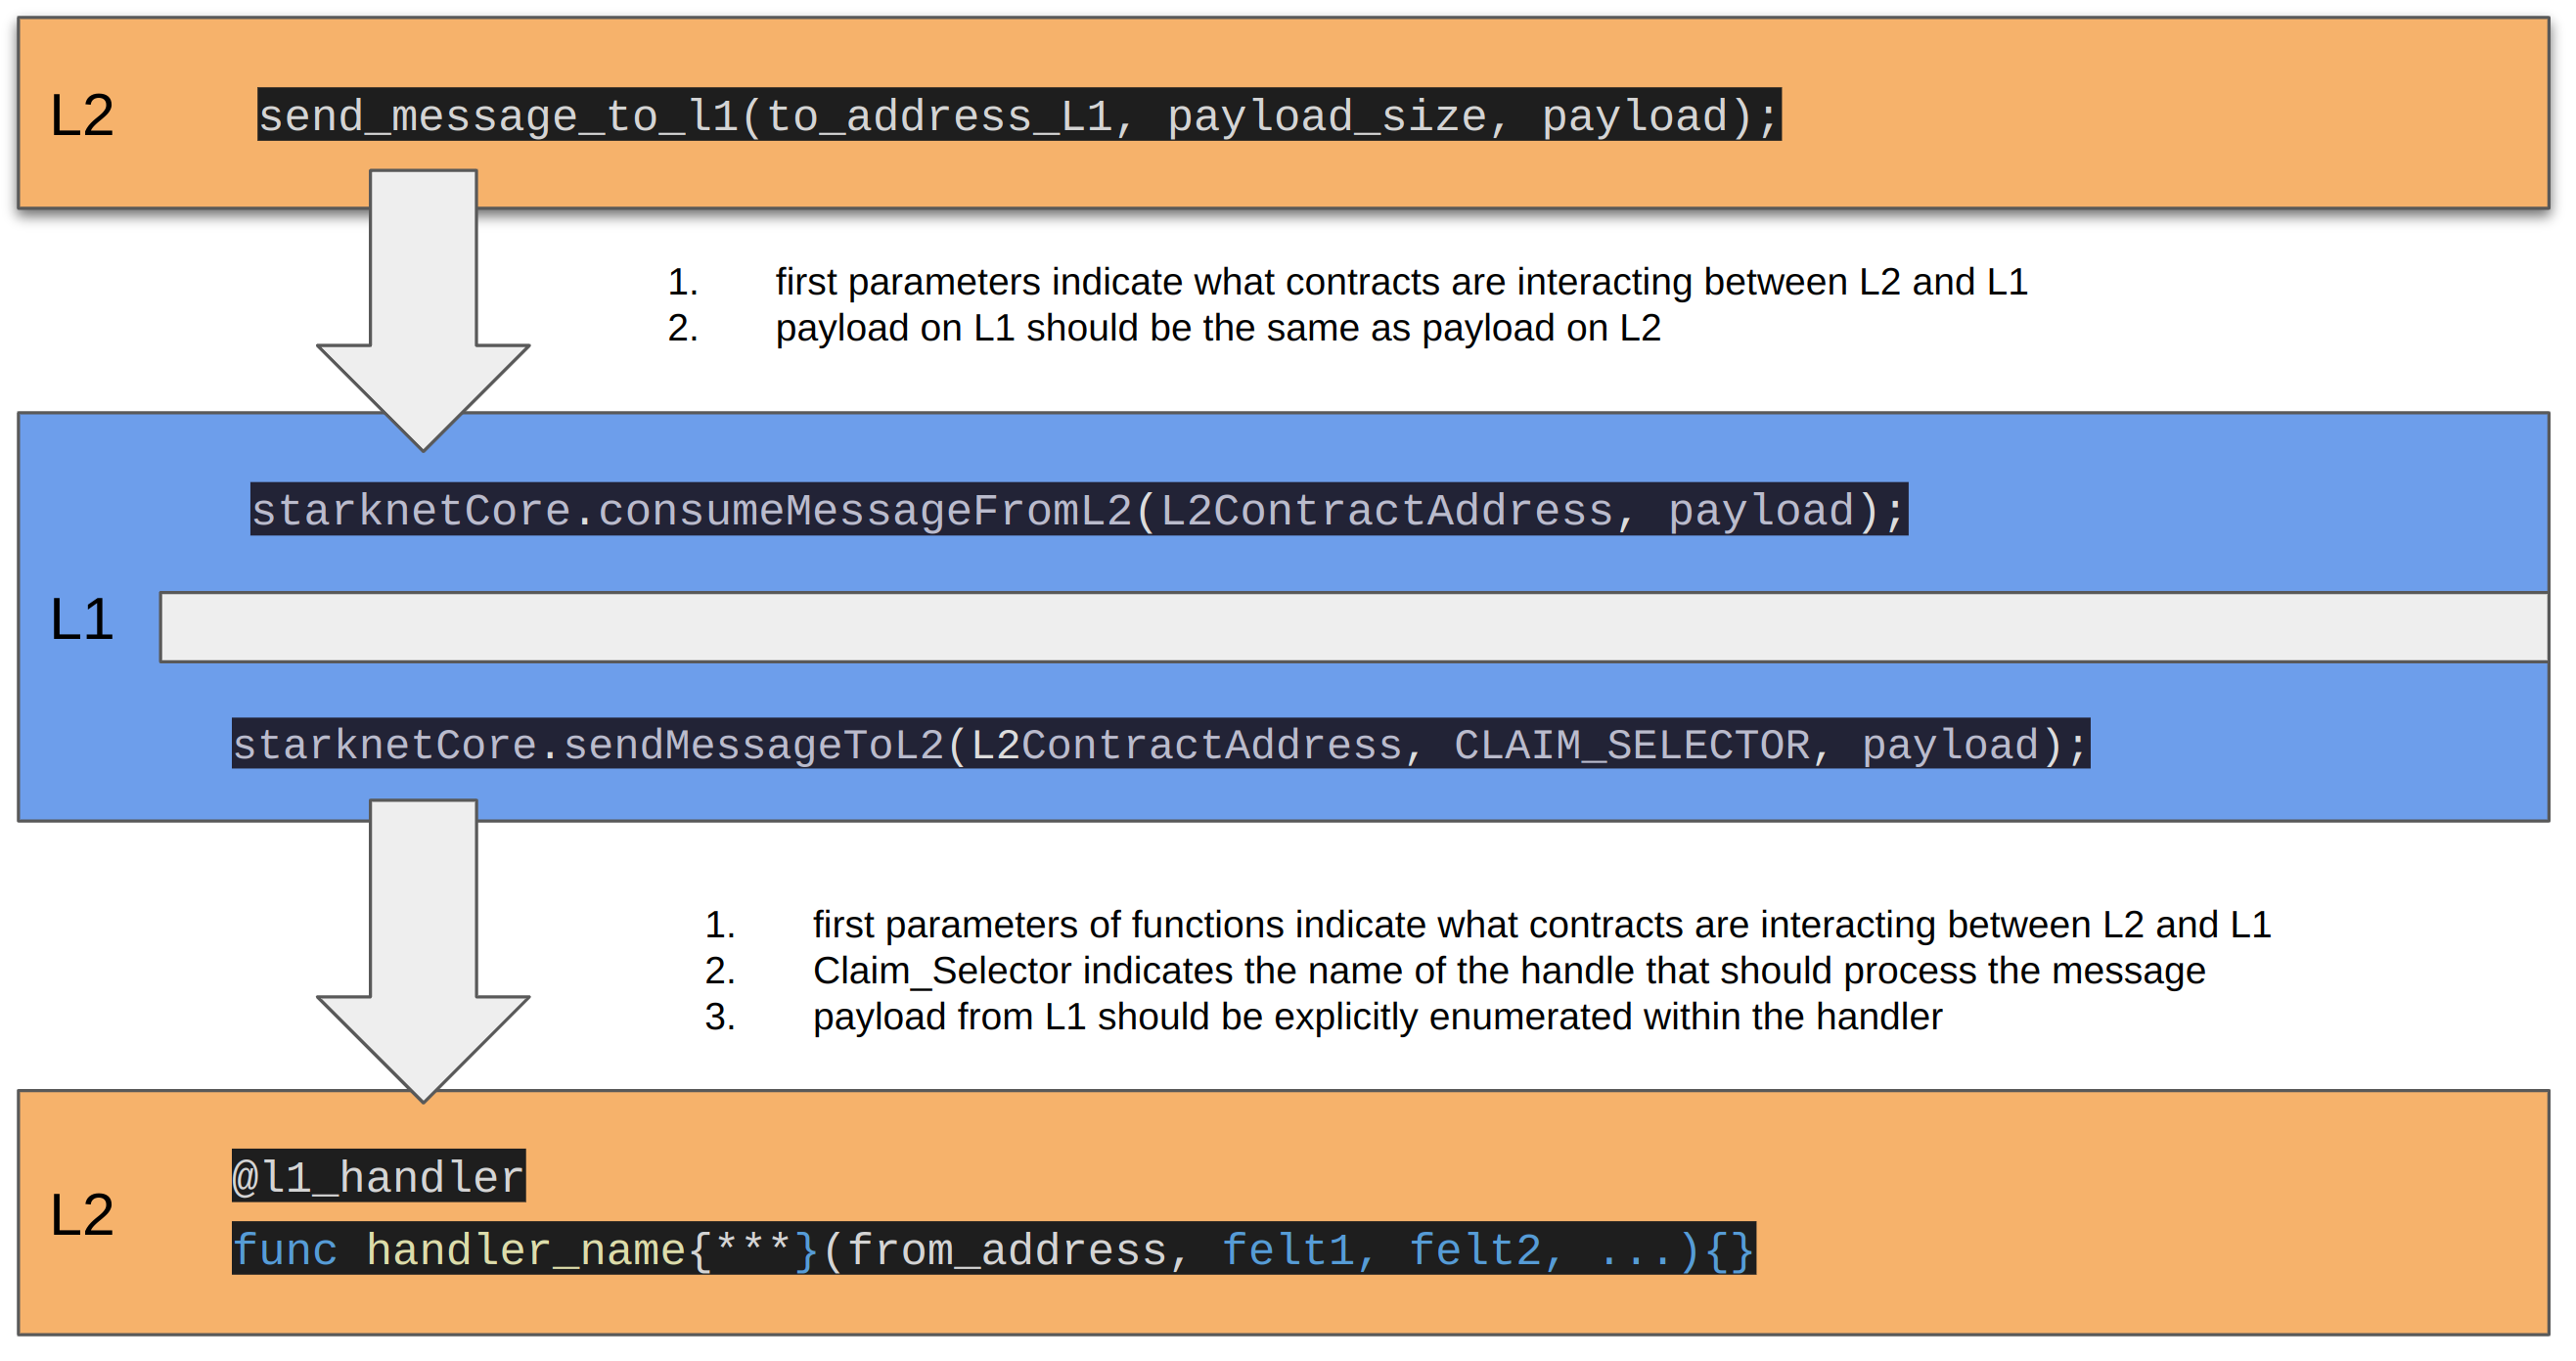 L2
send_message_to_l1(to_address_L1, payload_size, payload);
1. first parameters indicate what contracts are interacting between L2 and L1
2. payload on L1 should be the same as payload on L2
starknetCore.consumeMessageFromL2(L2ContractAddress, payload);
L1
starknetCore.sendMessageToL2(L2ContractAddress, CLAIM_SELECTOR, payload);
1. first parameters of functions indicate what contracts are interacting between L2 and L1
2. Claim_Selector indicates the name of the handle that should process the message
3. payload from L1 should be explicitly enumerated within the handler
@l1_handler
L2
func handler_name{***}(from_address, felt1, felt2, ...){}